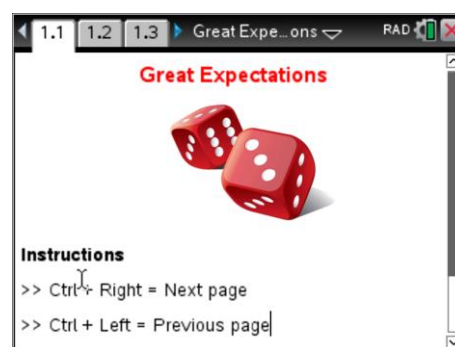 1.1 1.2 1.3 Great Expe...ons RAD
Great Expectations
Instructions
>> Ctrl + Right = Next page
>> Ctrl + Left = Previous page